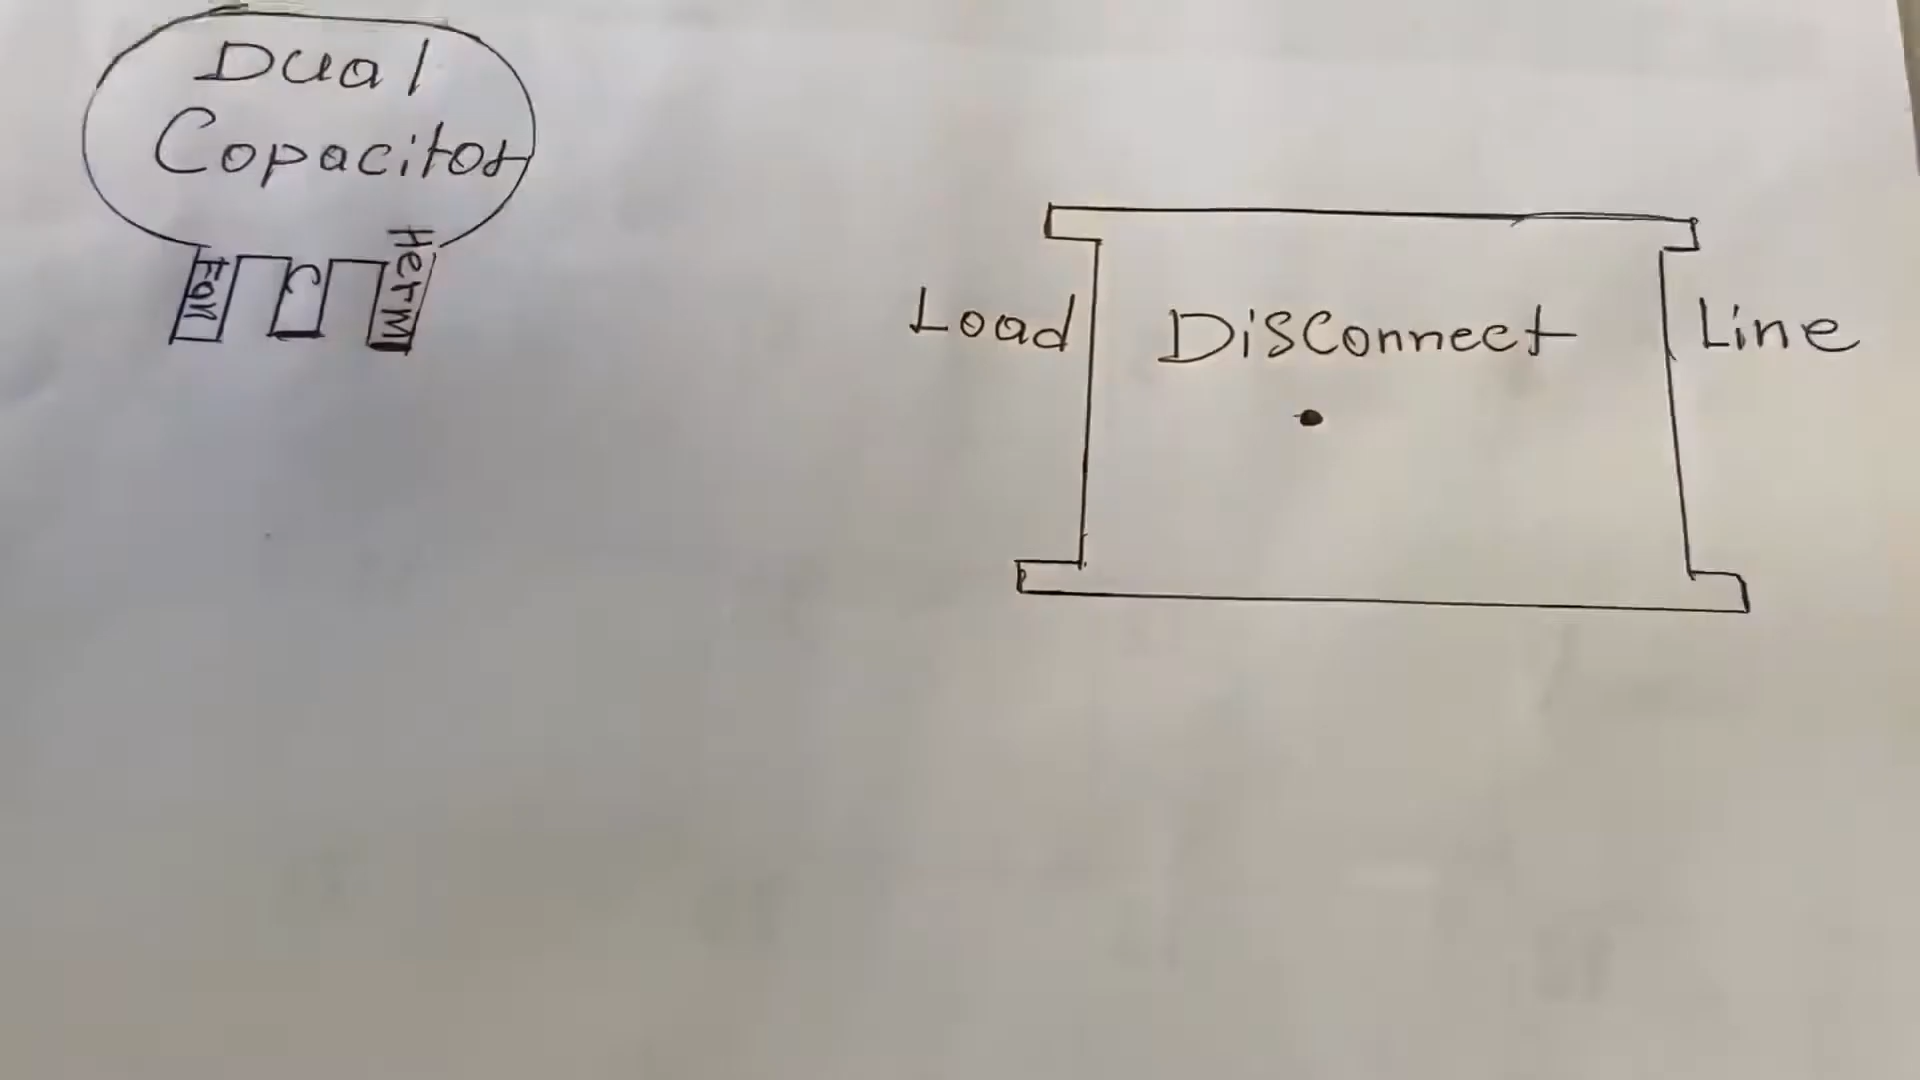 Dual
Copacitor
Fan
C
Herm
Load
DisConnect
Line